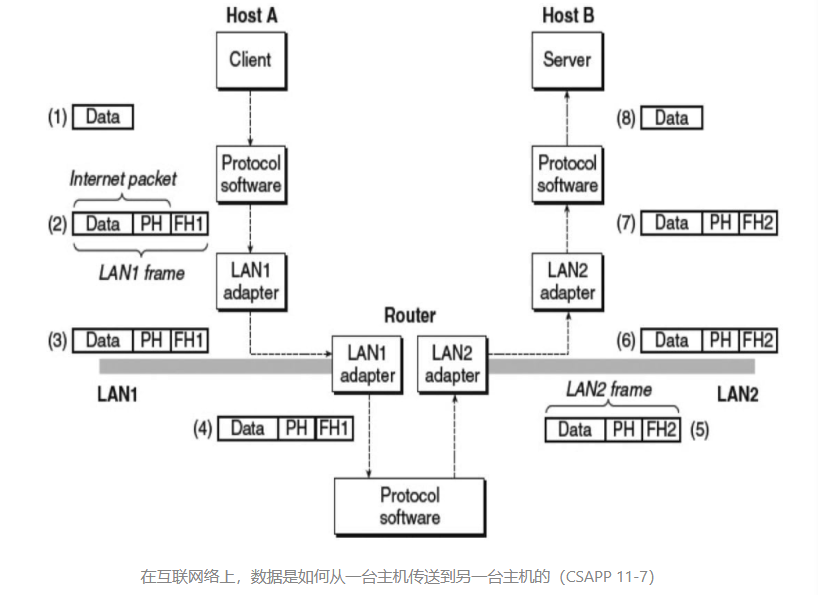 Host A
Host B
Client
Server
(1) Data
(8) Data
Protocol
software
Protocol
software
Internet packet
(2) Data PH FH1
(7) Data PH FH2
LAN1 frame
LAN1
adapter
LAN2
adapter
Router
(3) Data PH FH1
(6) Data PH FH2
LAN1
adapter
LAN2
adapter
LAN1
LAN2 frame
LAN2
(4) Data PH FH1
Data PH FH2 (5)
Protocol
software
在互联网络上，数据是如何从一台主机传送到另一台主机的（CSAPP 11-7）